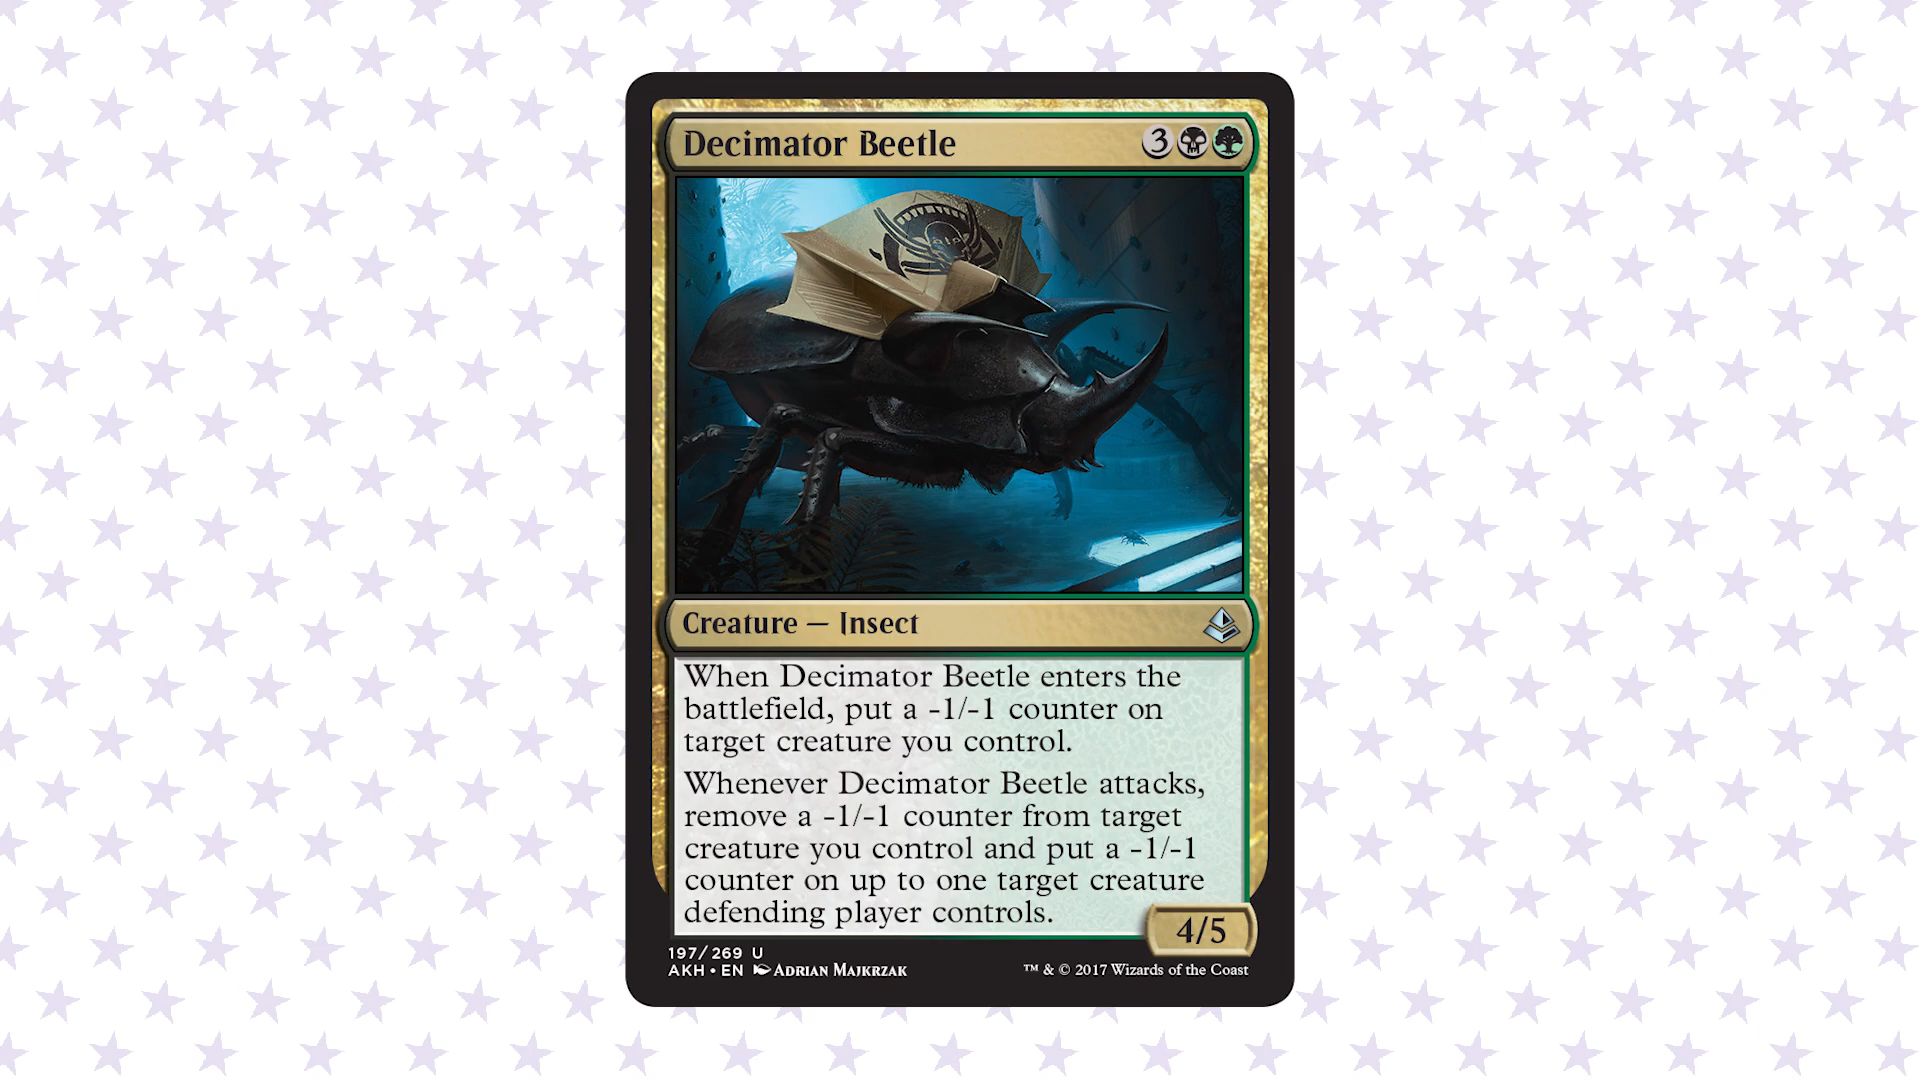 Decimator Beetle 3
Creature — Insect
When Decimator Beetle enters the
battlefield, put a -1/-1 counter on
target creature you control.
Whenever Decimator Beetle attacks,
remove a -1/-1 counter from target
creature you control and put a -1/-1
counter on up to one target creature
defending player controls.
4/5
197/269 U
AKH • EN Adrian Majkrzak
™ & © 2017 Wizards of the Coast